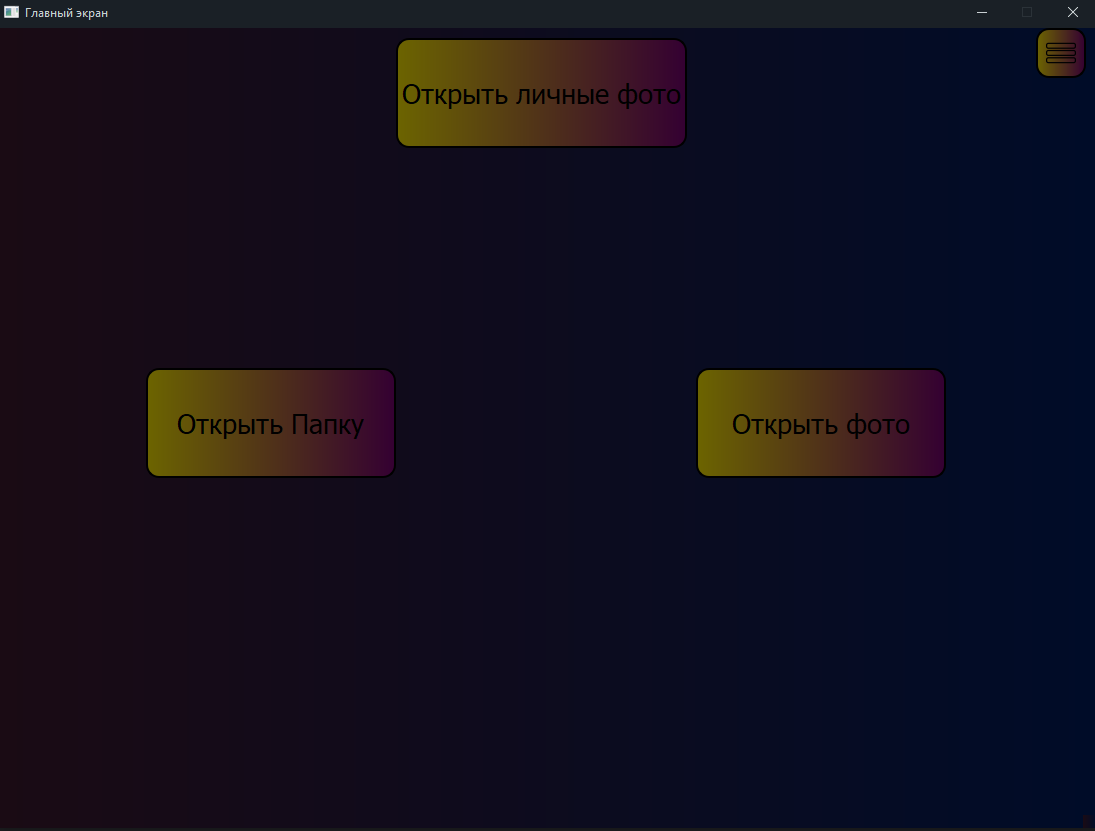 Главный экран
Открыть личные фото
Открыть Папку
Открыть фото